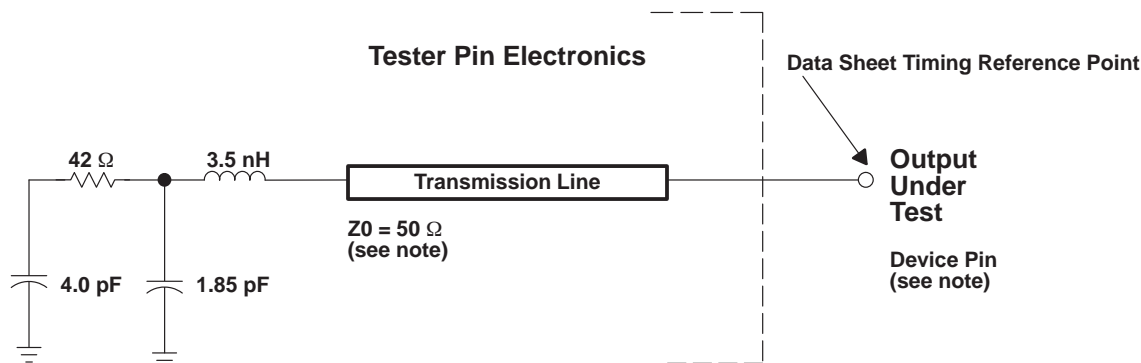 Tester Pin Electronics
Data Sheet Timing Reference Point
42 Ω
3.5 nH
Transmission Line
Output
Under
Test
Z0 = 50 Ω
(see note)
Device Pin
(see note)
4.0 pF
1.85 pF